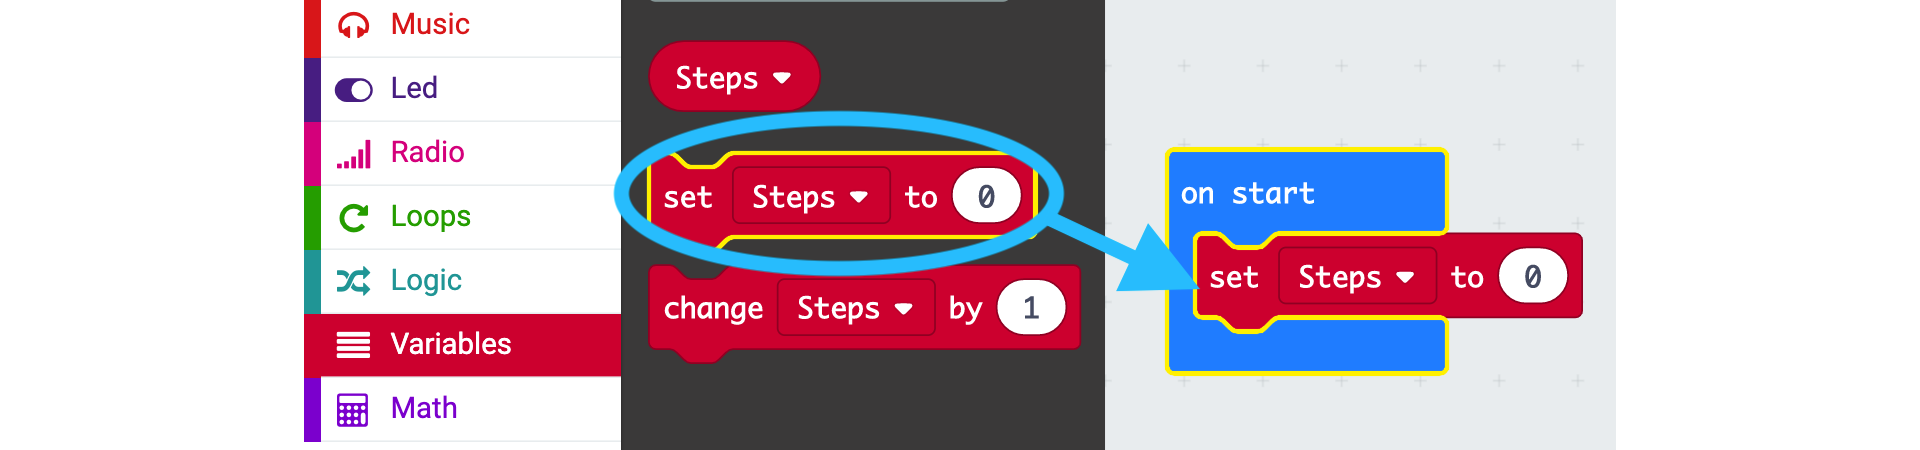 Music
Led
Radio
Loops
Logic
Variables
Math
Steps
set Steps to 0
change Steps by 1
on start
set Steps to 0